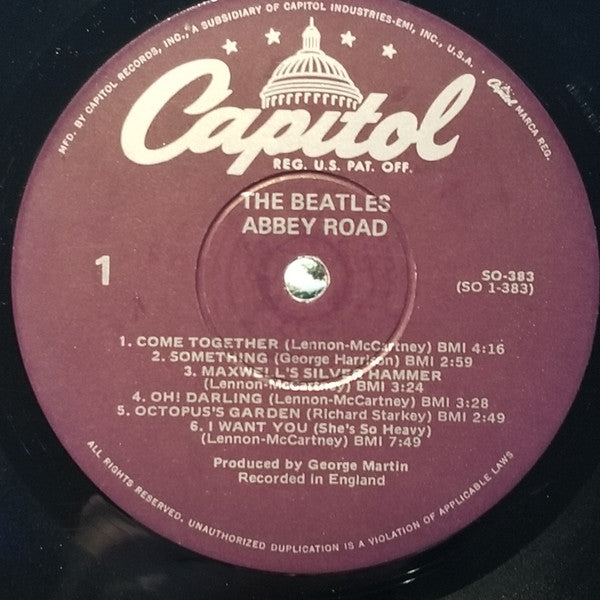 MFD. BY CAPITOL RECORDS, INC., A SUBSIDIARY OF CAPITOL INDUSTRIES-EMI, INC., U.S.A. · Capitol MARCA REG.
Capitol
REG. U.S. PAT. OFF.
THE BEATLES
ABBEY ROAD
1
SO-383
(SO 1-383)
1. COME TOGETHER (Lennon-McCartney) BMI 4:16
2. SOMETHING (George Harrison) BMI 2:59
3. MAXWELL'S SILVER HAMMER
(Lennon-McCartney) BMI 3:24
4. OH! DARLING (Lennon-McCartney) BMI 3:28
5. OCTOPUS'S GARDEN (Richard Starkey) BMI 2:49
6. I WANT YOU (She's So Heavy)
(Lennon-McCartney) BMI 7:49
Produced by George Martin
Recorded in England
ALL RIGHTS RESERVED. UNAUTHORIZED DUPLICATION IS A VIOLATION OF APPLICABLE LAWS